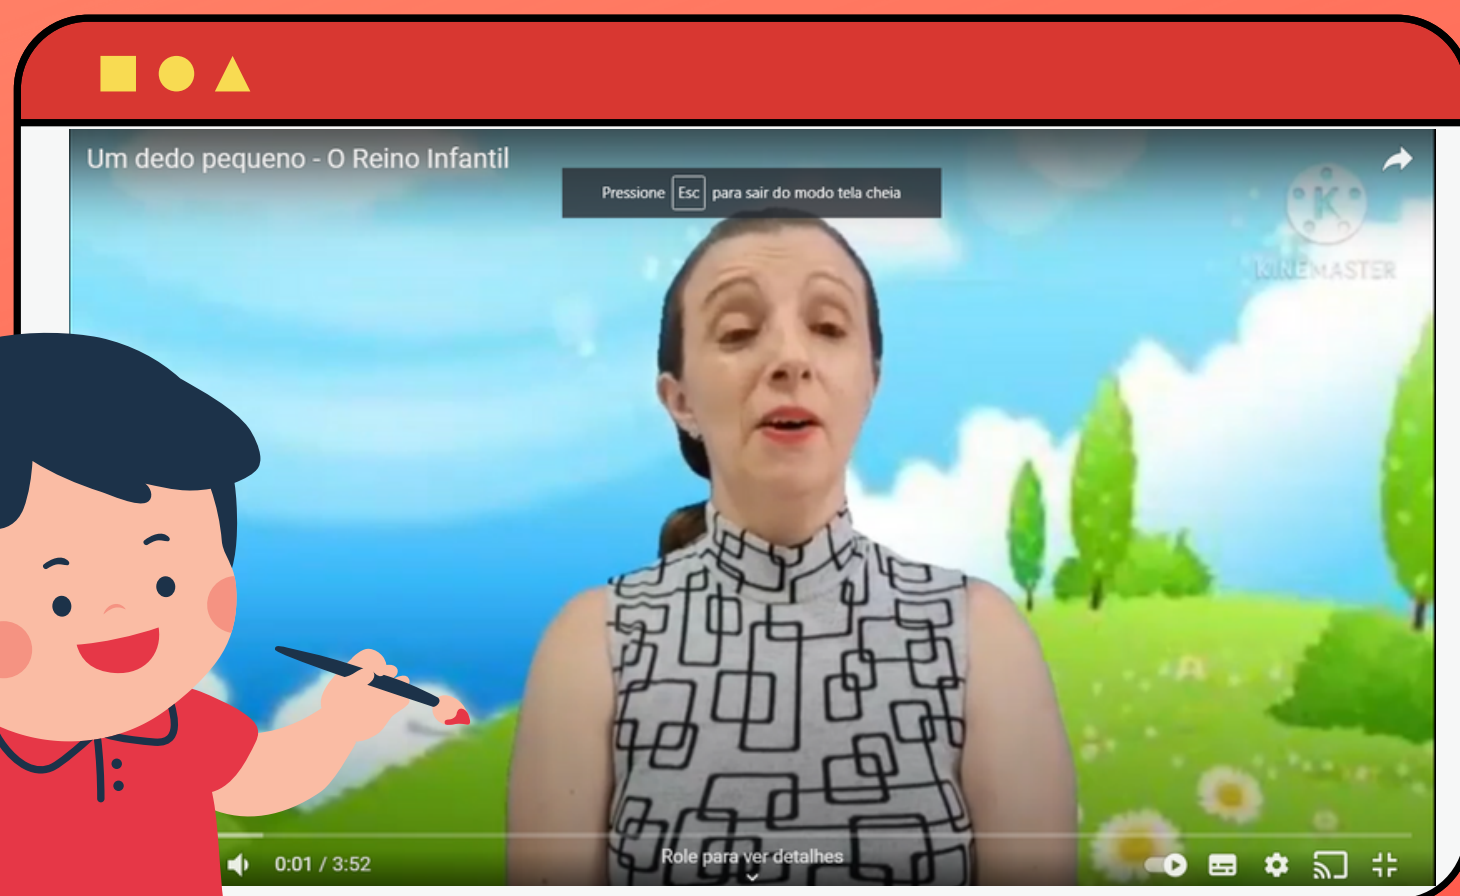 Um dedo pequeno - O Reino Infantil
Pressione Esc para sair do modo tela cheia
K
KINEMASTER
0:01 / 3:52
Role para ver detalhes